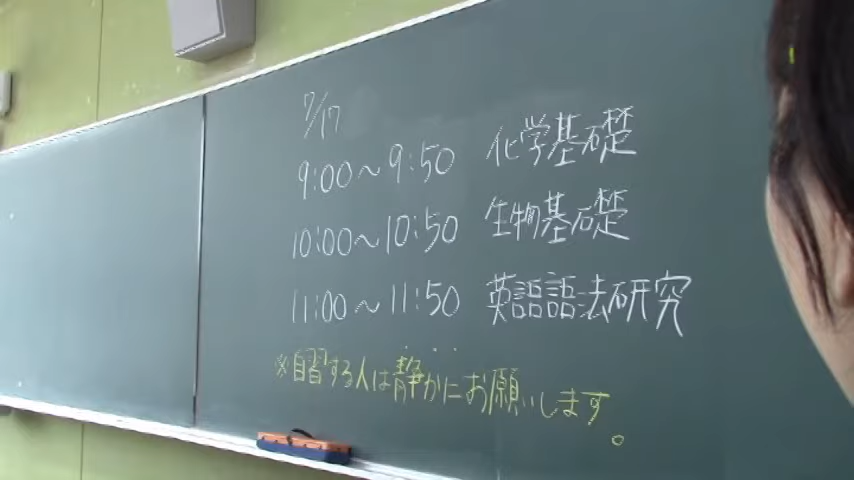 7/17
9:00～9:50 化学基礎
10:00～10:50 生物基礎
11:00～11:50 英語語法研究
※自習する人は静かにお願いします。